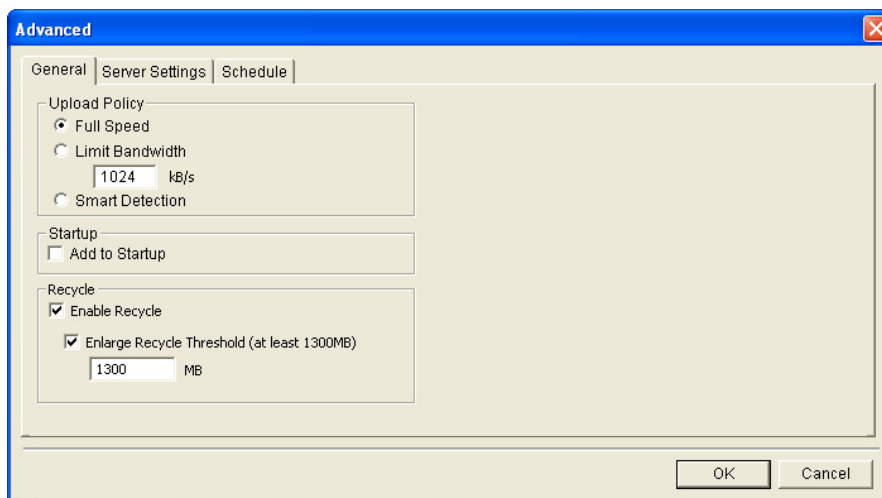 Advanced
General Server Settings Schedule
Upload Policy
Full Speed
Limit Bandwidth
1024 kB/s
Smart Detection
Startup
Add to Startup
Recycle
Enable Recycle
Enlarge Recycle Threshold (at least 1300MB)
1300 MB
OK Cancel